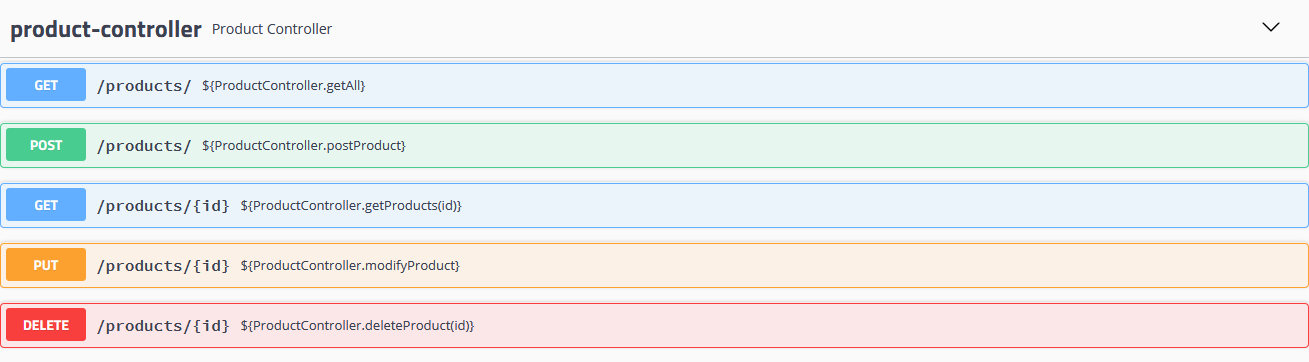 product-controller Product Controller
GET /products/ ${ProductController.getAll}
POST /products/ ${ProductController.postProduct}
GET /products/{id} ${ProductController.getProducts(id)}
PUT /products/{id} ${ProductController.modifyProduct}
DELETE /products/{id} ${ProductController.deleteProduct(id)}